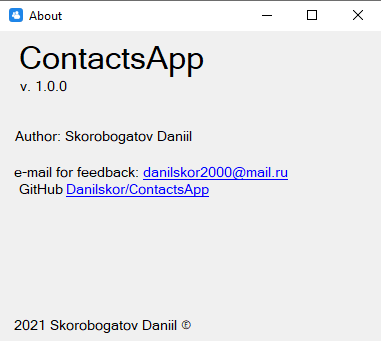 About
ContactsApp
v. 1.0.0
Author: Skorobogatov Daniil
e-mail for feedback: danilskor2000@mail.ru
GitHub Danilskor/ContactsApp
2021 Skorobogatov Daniil ©